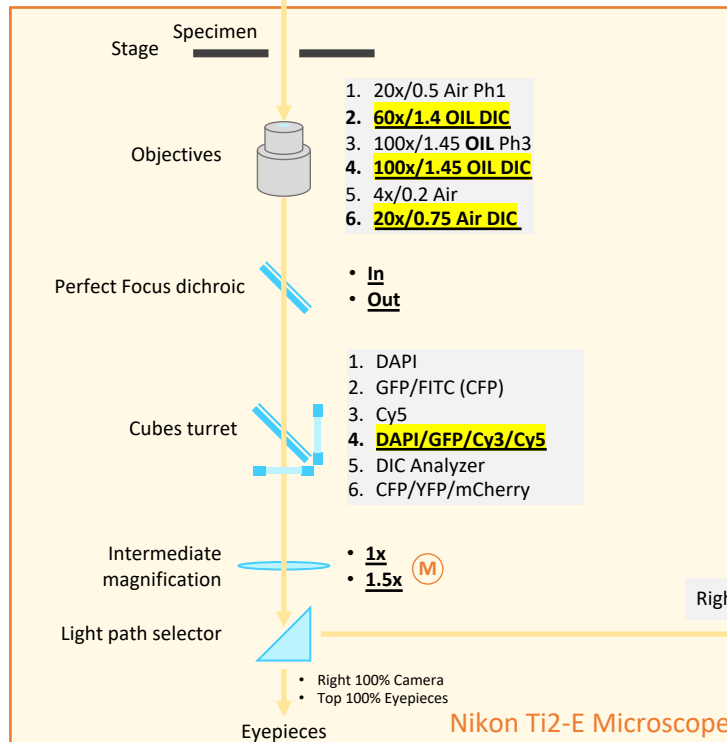 Specimen
Stage
Objectives
1. 20x/0.5 Air Ph1
2. 60x/1.4 OIL DIC
3. 100x/1.45 OIL Ph3
4. 100x/1.45 OIL DIC
5. 4x/0.2 Air
6. 20x/0.75 Air DIC
Perfect Focus dichroic
• In
• Out
Cubes turret
1. DAPI
2. GFP/FITC (CFP)
3. Cy5
4. DAPI/GFP/Cy3/Cy5
5. DIC Analyzer
6. CFP/YFP/mCherry
Intermediate
magnification
• 1x
• 1.5x
M
Righ
Light path selector
• Right 100% Camera
• Top 100% Eyepieces
Eyepieces
Nikon Ti2-E Microscope